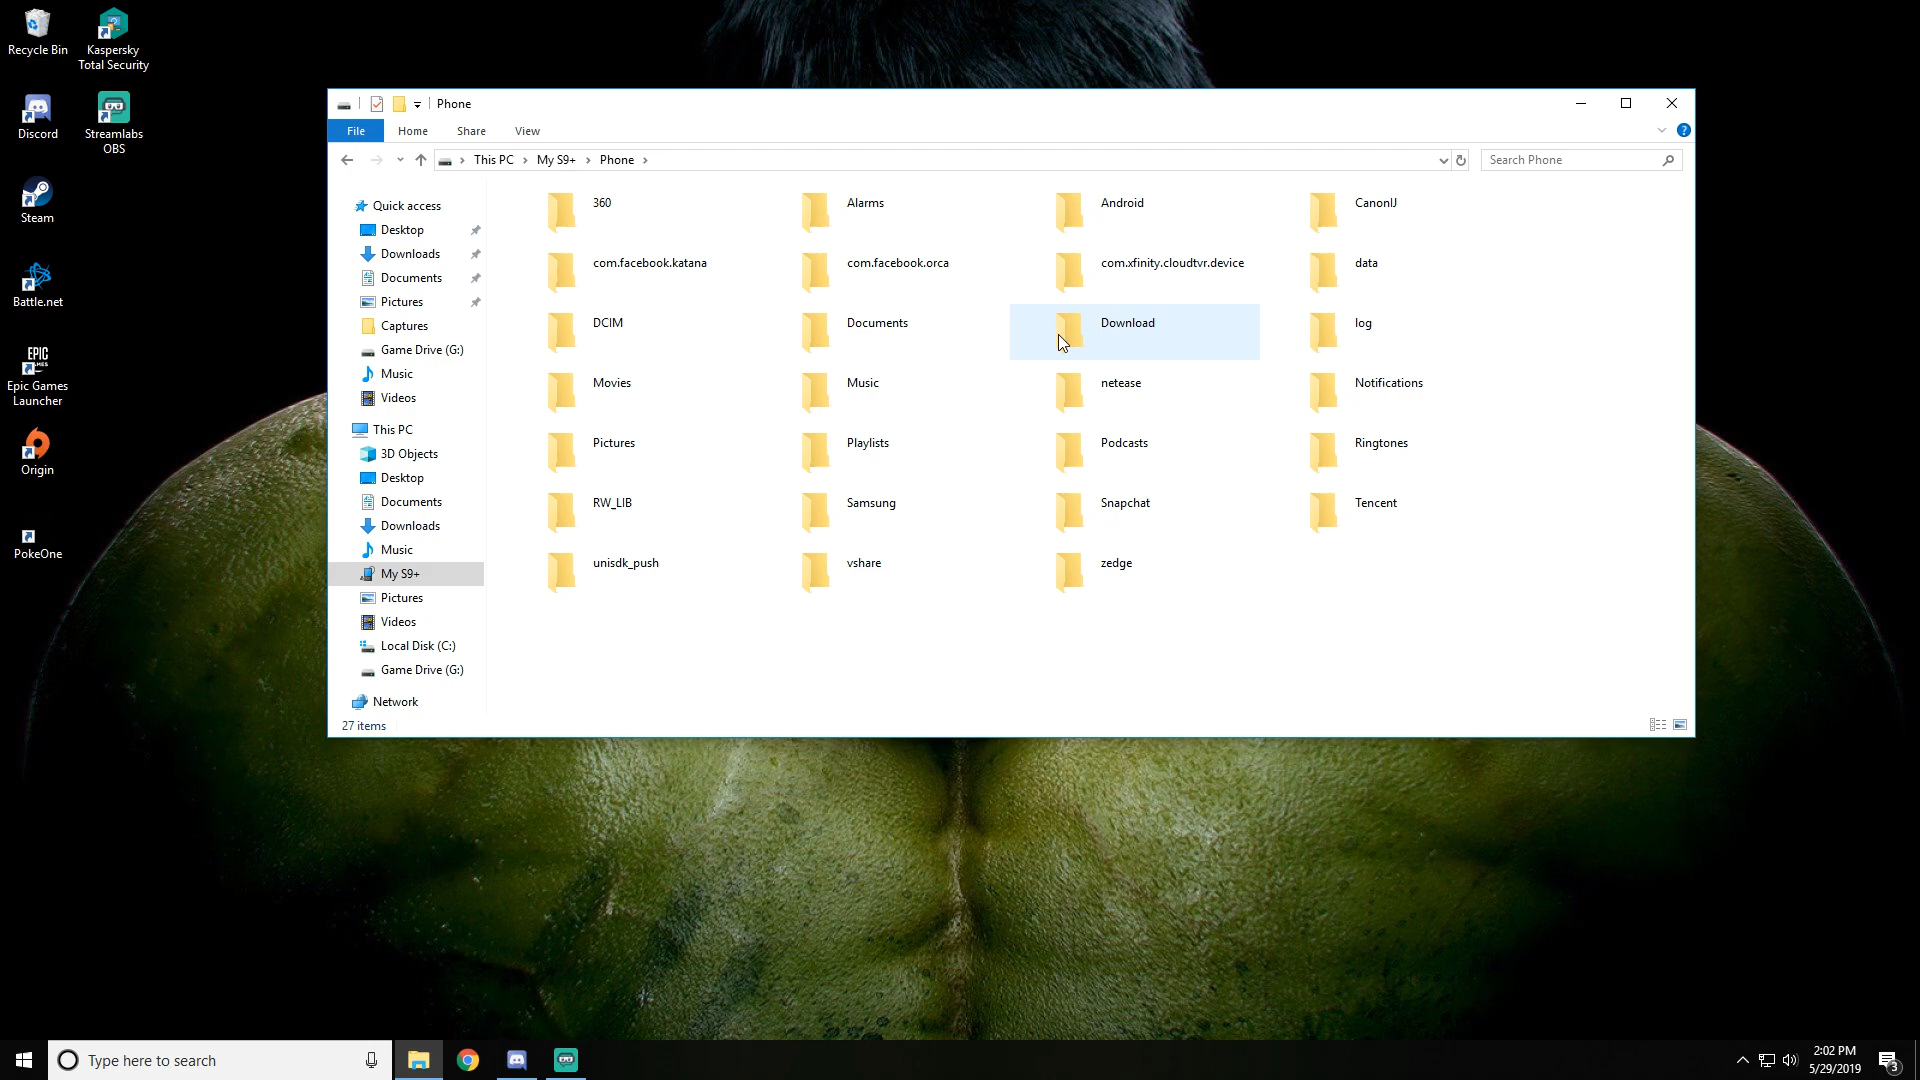 Recycle Bin
Kaspersky
Total Security
Discord
Streamlabs
OBS
Steam
Battle.net
EPIC
GAMES
Epic Games
Launcher
Origin
PokeOne
Phone
File Home Share View
This PC My S9+ Phone
Search Phone
Quick access
Desktop
Downloads
Documents
Pictures
Captures
Game Drive (G:)
Music
Videos
This PC
3D Objects
Desktop
Documents
Downloads
Music
My S9+
Pictures
Videos
Local Disk (C:)
Game Drive (G:)
Network
360 Alarms Android CanonIJ
com.facebook.katana com.facebook.orca com.xfinity.cloudtvr.device data
DCIM Documents Download log
Movies Music netease Notifications
Pictures Playlists Podcasts Ringtones
RW_LIB Samsung Snapchat Tencent
unisdk_push vshare zedge
27 items
Type here to search
2:02 PM
5/29/2019
3